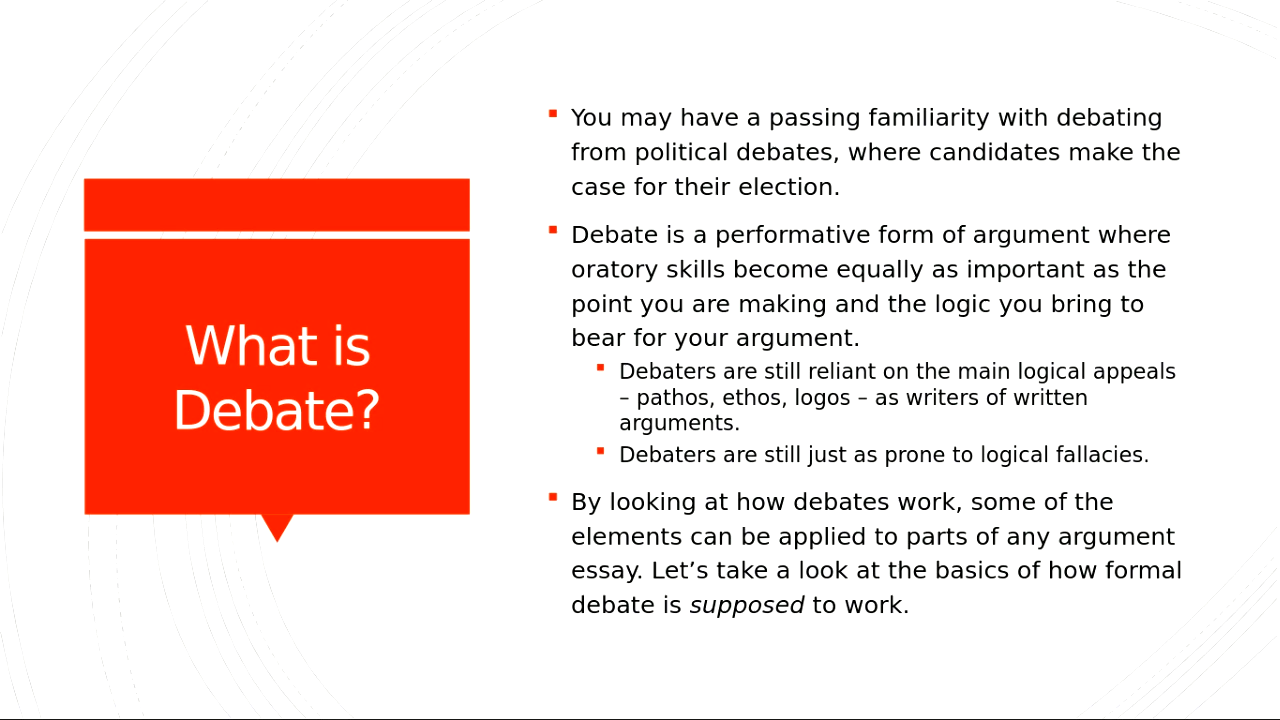 What is
Debate?
You may have a passing familiarity with debating
from political debates, where candidates make the
case for their election.
Debate is a performative form of argument where
oratory skills become equally as important as the
point you are making and the logic you bring to
bear for your argument.
Debaters are still reliant on the main logical appeals
– pathos, ethos, logos – as writers of written
arguments.
Debaters are still just as prone to logical fallacies.
By looking at how debates work, some of the
elements can be applied to parts of any argument
essay. Let’s take a look at the basics of how formal
debate is supposed to work.